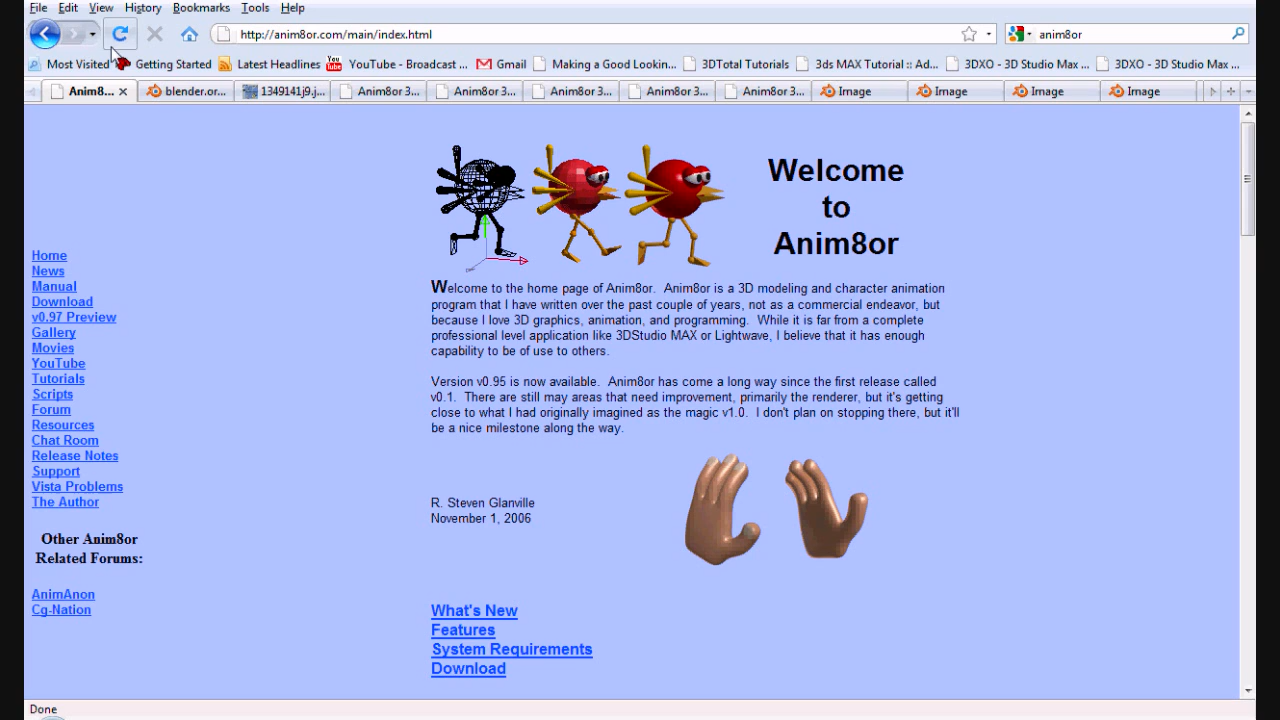 File Edit View History Bookmarks Tools Help
http://anim8or.com/main/index.html anim8or
Most Visited Getting Started Latest Headlines YouTube - Broadcast ... Gmail Making a Good Lookin... 3DTotal Tutorials 3ds MAX Tutorial :: Ad... 3DXO - 3D Studio Max ... 3DXO - 3D Studio Max ...
Anim8... blender.or... 1349141j9.j... Anim8or 3... Anim8or 3... Anim8or 3... Anim8or 3... Anim8or 3... Image Image Image Image
Welcome
to
Anim8or
Welcome to the home page of Anim8or. Anim8or is a 3D modeling and character animation
program that I have written over the past couple of years, not as a commercial endeavor, but
because I love 3D graphics, animation, and programming. While it is far from a complete
professional level application like 3DStudio MAX or Lightwave, I believe that it has enough
capability to be of use to others.
Version v0.95 is now available. Anim8or has come a long way since the first release called
v0.1. There are still may areas that need improvement, primarily the renderer, but it's getting
close to what I had originally imagined as the magic v1.0. I don't plan on stopping there, but it'll
be a nice milestone along the way.
R. Steven Glanville
November 1, 2006
What's New
Features
System Requirements
Download
Home
News
Manual
Download
v0.97 Preview
Gallery
Movies
YouTube
Tutorials
Scripts
Forum
Resources
Chat Room
Release Notes
Support
Vista Problems
The Author
Other Anim8or
Related Forums:
AnimAnon
Cg-Nation
Done